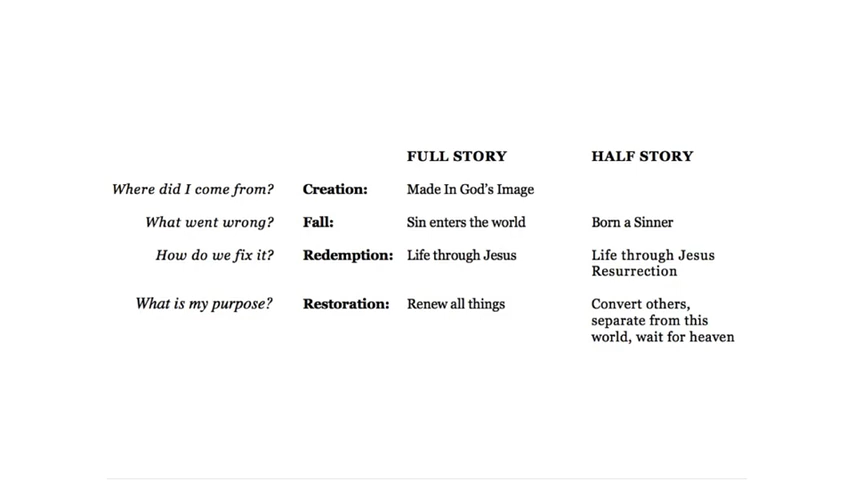 FULL STORY HALF STORY
Where did I come from? Creation: Made In God's Image
What went wrong? Fall: Sin enters the world Born a Sinner
How do we fix it? Redemption: Life through Jesus Life through Jesus
Resurrection
What is my purpose? Restoration: Renew all things Convert others,
separate from this
world, wait for heaven